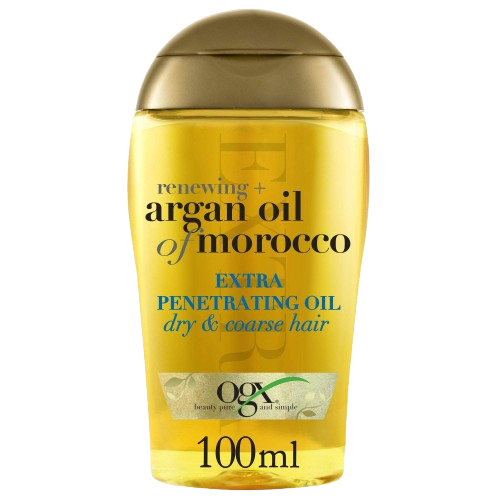 renewing +
argan oil
of morocco
EXTRA
PENETRATING OIL
dry & coarse hair
ogx
beauty pure and simple
100ml